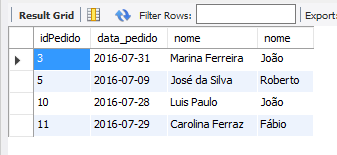 Result Grid Filter Rows: Export:
idPedido data_pedido nome nome
3 2016-07-31 Marina Ferreira João
5 2016-07-09 José da Silva Roberto
10 2016-07-28 Luis Paulo João
11 2016-07-29 Carolina Ferraz Fábio